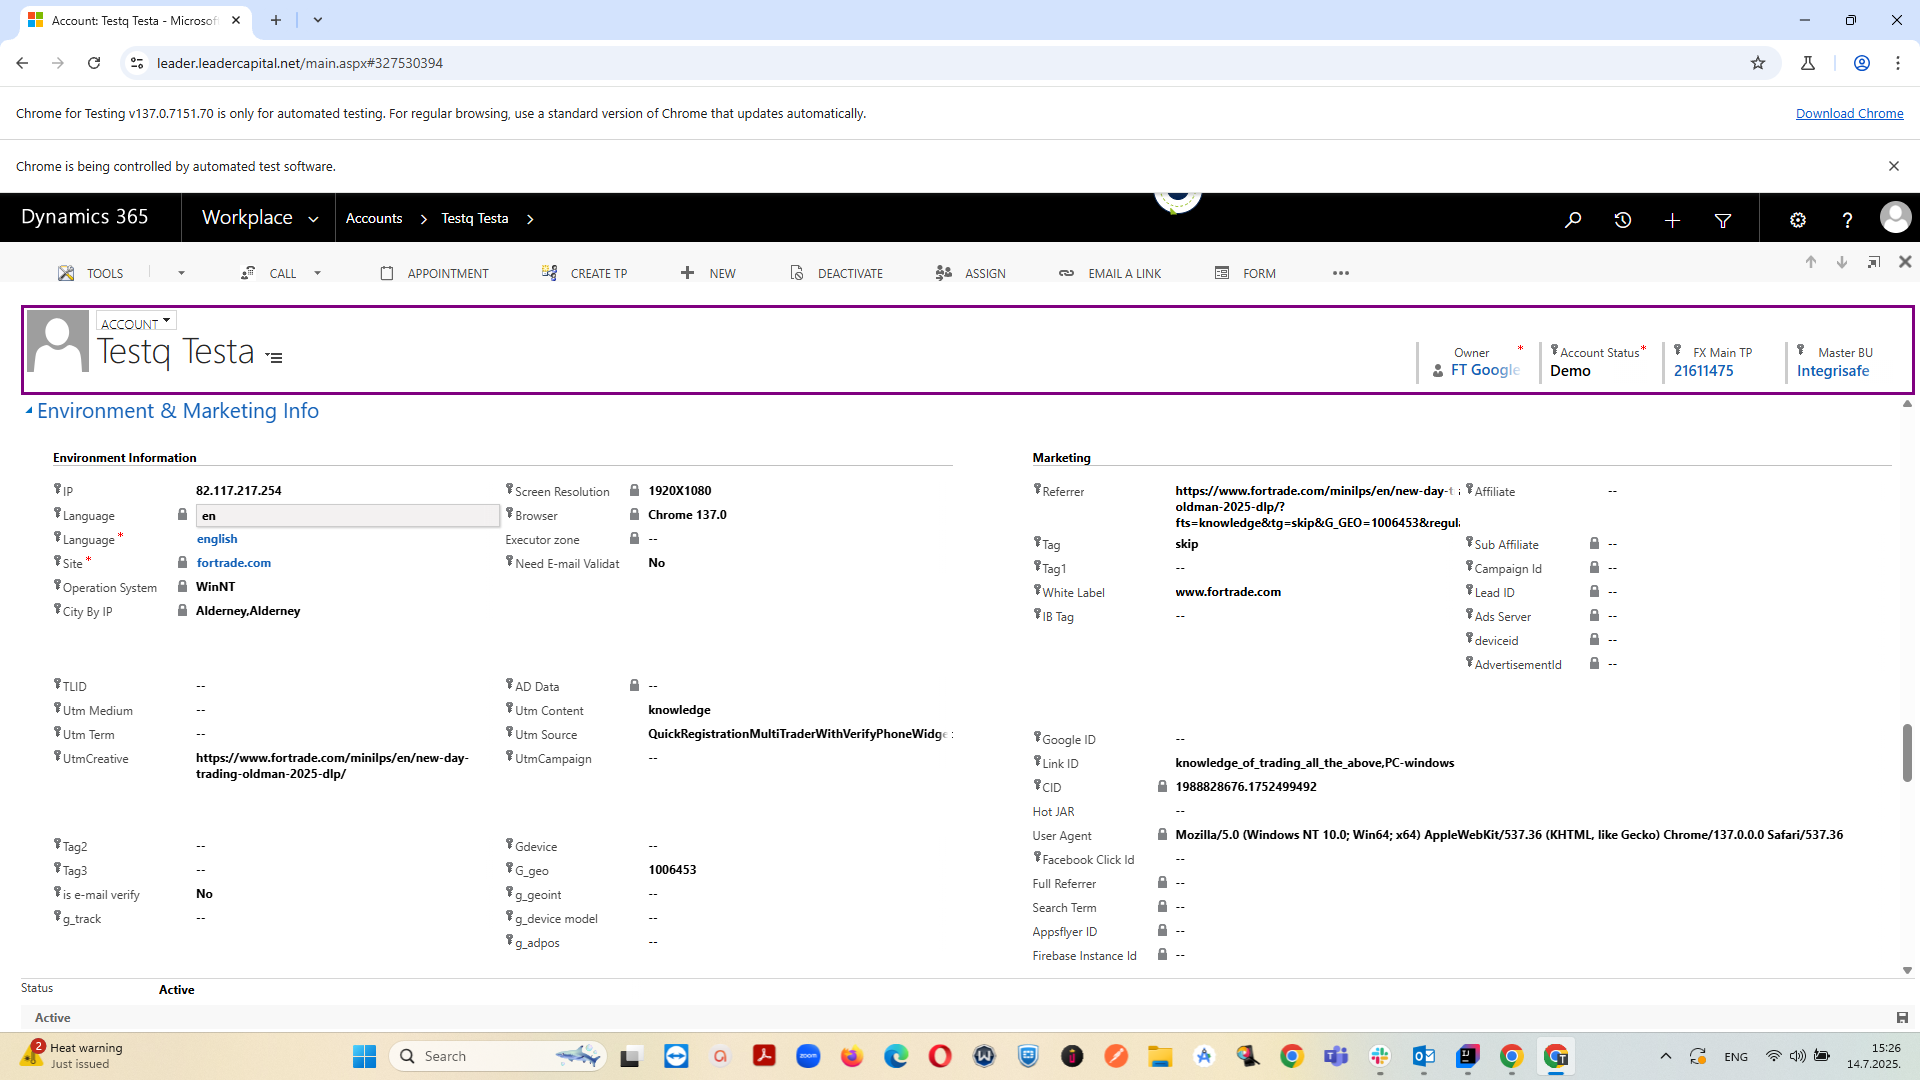 Account: Testq Testa - Microsof
leader.leadercapital.net/main.aspx#327530394
Chrome for Testing v137.0.7151.70 is only for automated testing. For regular browsing, use a standard version of Chrome that updates automatically.
Download Chrome
Chrome is being controlled by automated test software.
Dynamics 365
Workplace
Accounts
Testq Testa
TOOLS
CALL
APPOINTMENT
CREATE TP
NEW
DEACTIVATE
ASSIGN
EMAIL A LINK
FORM
ACCOUNT
Testq Testa
Owner *
FT Google
Account Status*
Demo
FX Main TP
21611475
Master BU
Integrisafe
Environment & Marketing Info
Environment Information
IP 82.117.217.254
Language en
Language * english
Site * fortrade.com
Operation System WinNT
City By IP Alderney,Alderney
Screen Resolution 1920X1080
Browser Chrome 137.0
Executor zone --
Need E-mail Validat No
TLID --
Utm Medium --
Utm Term --
UtmCreative https://www.fortrade.com/minilps/en/new-day-
trading-oldman-2025-dlp/
AD Data --
Utm Content knowledge
Utm Source QuickRegistrationMultiTraderWithVerifyPhoneWidge
UtmCampaign --
Tag2 --
Tag3 --
is e-mail verify No
g_track --
Gdevice --
G_geo 1006453
g_geoint --
g_device model --
g_adpos --
Marketing
Referrer https://www.fortrade.com/minilps/en/new-day-t
oldman-2025-dlp/?
fts=knowledge&tg=skip&G_GEO=1006453&regul
Tag skip
Tag1 --
White Label www.fortrade.com
IB Tag --
Affiliate --
Sub Affiliate --
Campaign Id --
Lead ID --
Ads Server --
deviceid --
AdvertisementId --
Google ID --
Link ID knowledge_of_trading_all_the_above,PC-windows
CID 1988828676.1752499492
Hot JAR --
User Agent Mozilla/5.0 (Windows NT 10.0; Win64; x64) AppleWebKit/537.36 (KHTML, like Gecko) Chrome/137.0.0.0 Safari/537.36
Facebook Click Id --
Full Referrer --
Search Term --
Appsflyer ID --
Firebase Instance Id --
Status Active
Active
2
Heat warning
Just issued
Search
zoom
ENG
15:26
14.7.2025.